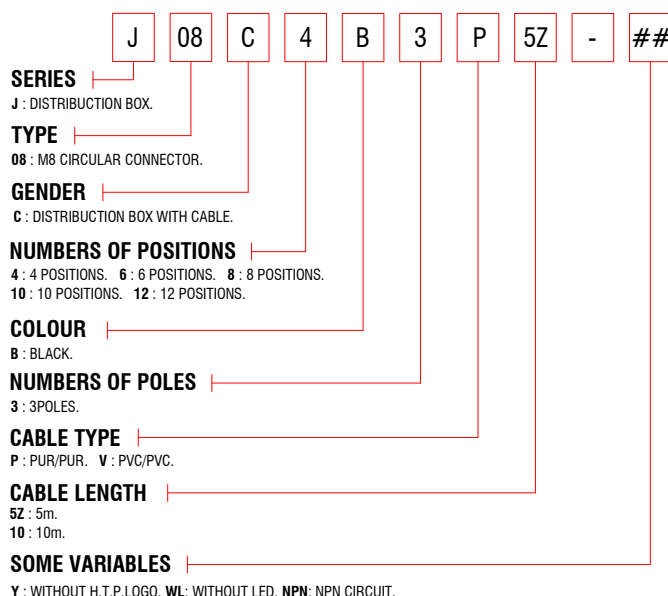 J 08 C 4 B 3 P 5Z - ##
SERIES
J : DISTRIBUCTION BOX.
TYPE
08 : M8 CIRCULAR CONNECTOR.
GENDER
C : DISTRIBUCTION BOX WITH CABLE.
NUMBERS OF POSITIONS
4 : 4 POSITIONS. 6 : 6 POSITIONS. 8 : 8 POSITIONS.
10 : 10 POSITIONS. 12 : 12 POSITIONS.
COLOUR
B : BLACK.
NUMBERS OF POLES
3 : 3POLES.
CABLE TYPE
P : PUR/PUR. V : PVC/PVC.
CABLE LENGTH
5Z : 5m.
10 : 10m.
SOME VARIABLES
Y : WITHOUT H.T.P.LOGO. WL: WITHOUT LED. NPN: NPN CIRCUIT.